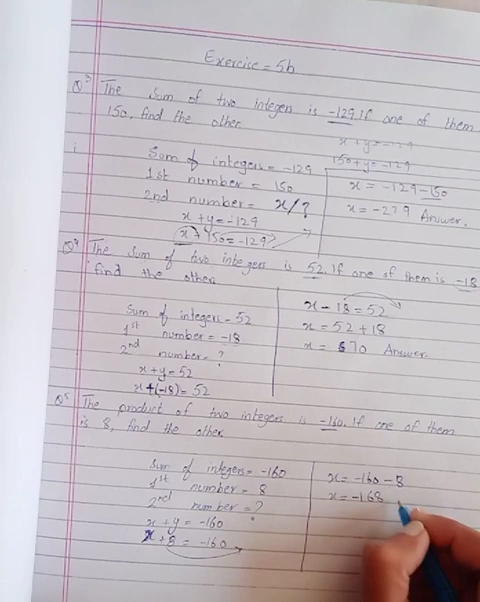 Exercise = 5b
Q3 The Sum of two integers is -129. If one of them
150, find the other.
i
Sum of integers = -129
1st number = 150
2nd number = x/?
x + y = -129
x + 150 = -129?
x + y = -129
150 + y = -129
x = -129 - 150
x = -279 Answer.
Q4 The Sum of two integers is 52. If one of them is -18
find the other.
Sum of integers = 52
1st number = -18
2nd number = ?
x + y = 52
x + (-18) = 52
x - 18 = 52
x = 52 + 18
x = 70 Answer
Q5 The product of two integers is -160. If one of them
is 8, find the other.
Sum of integers = -160
1st number = 8
2nd number = ?
x + y = -160
x + 8 = -160
x = -160 - 8
x = -168